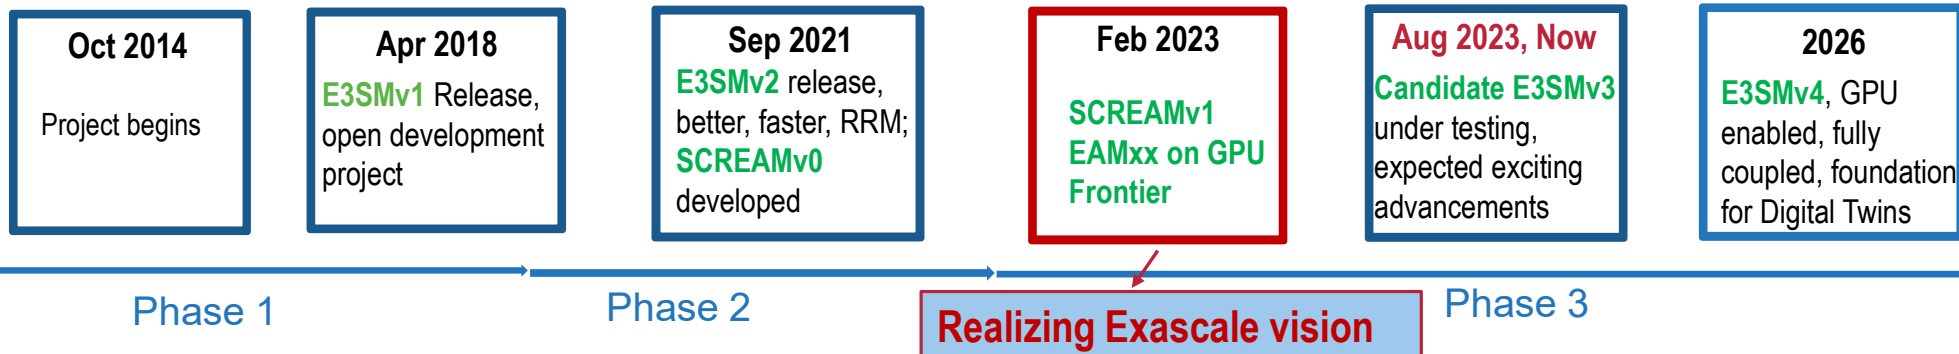 Oct 2014
Project begins
Apr 2018
E3SMv1 Release,
open development
project
Sep 2021
E3SMv2 release,
better, faster, RRM;
SCREAMv0
developed
Feb 2023
SCREAMv1
EAMxx on GPU
Frontier
Aug 2023, Now
Candidate E3SMv3
under testing,
expected exciting
advancements
2026
E3SMv4, GPU
enabled, fully
coupled, foundation
for Digital Twins
Phase 1
Phase 2
Realizing Exascale vision
Phase 3